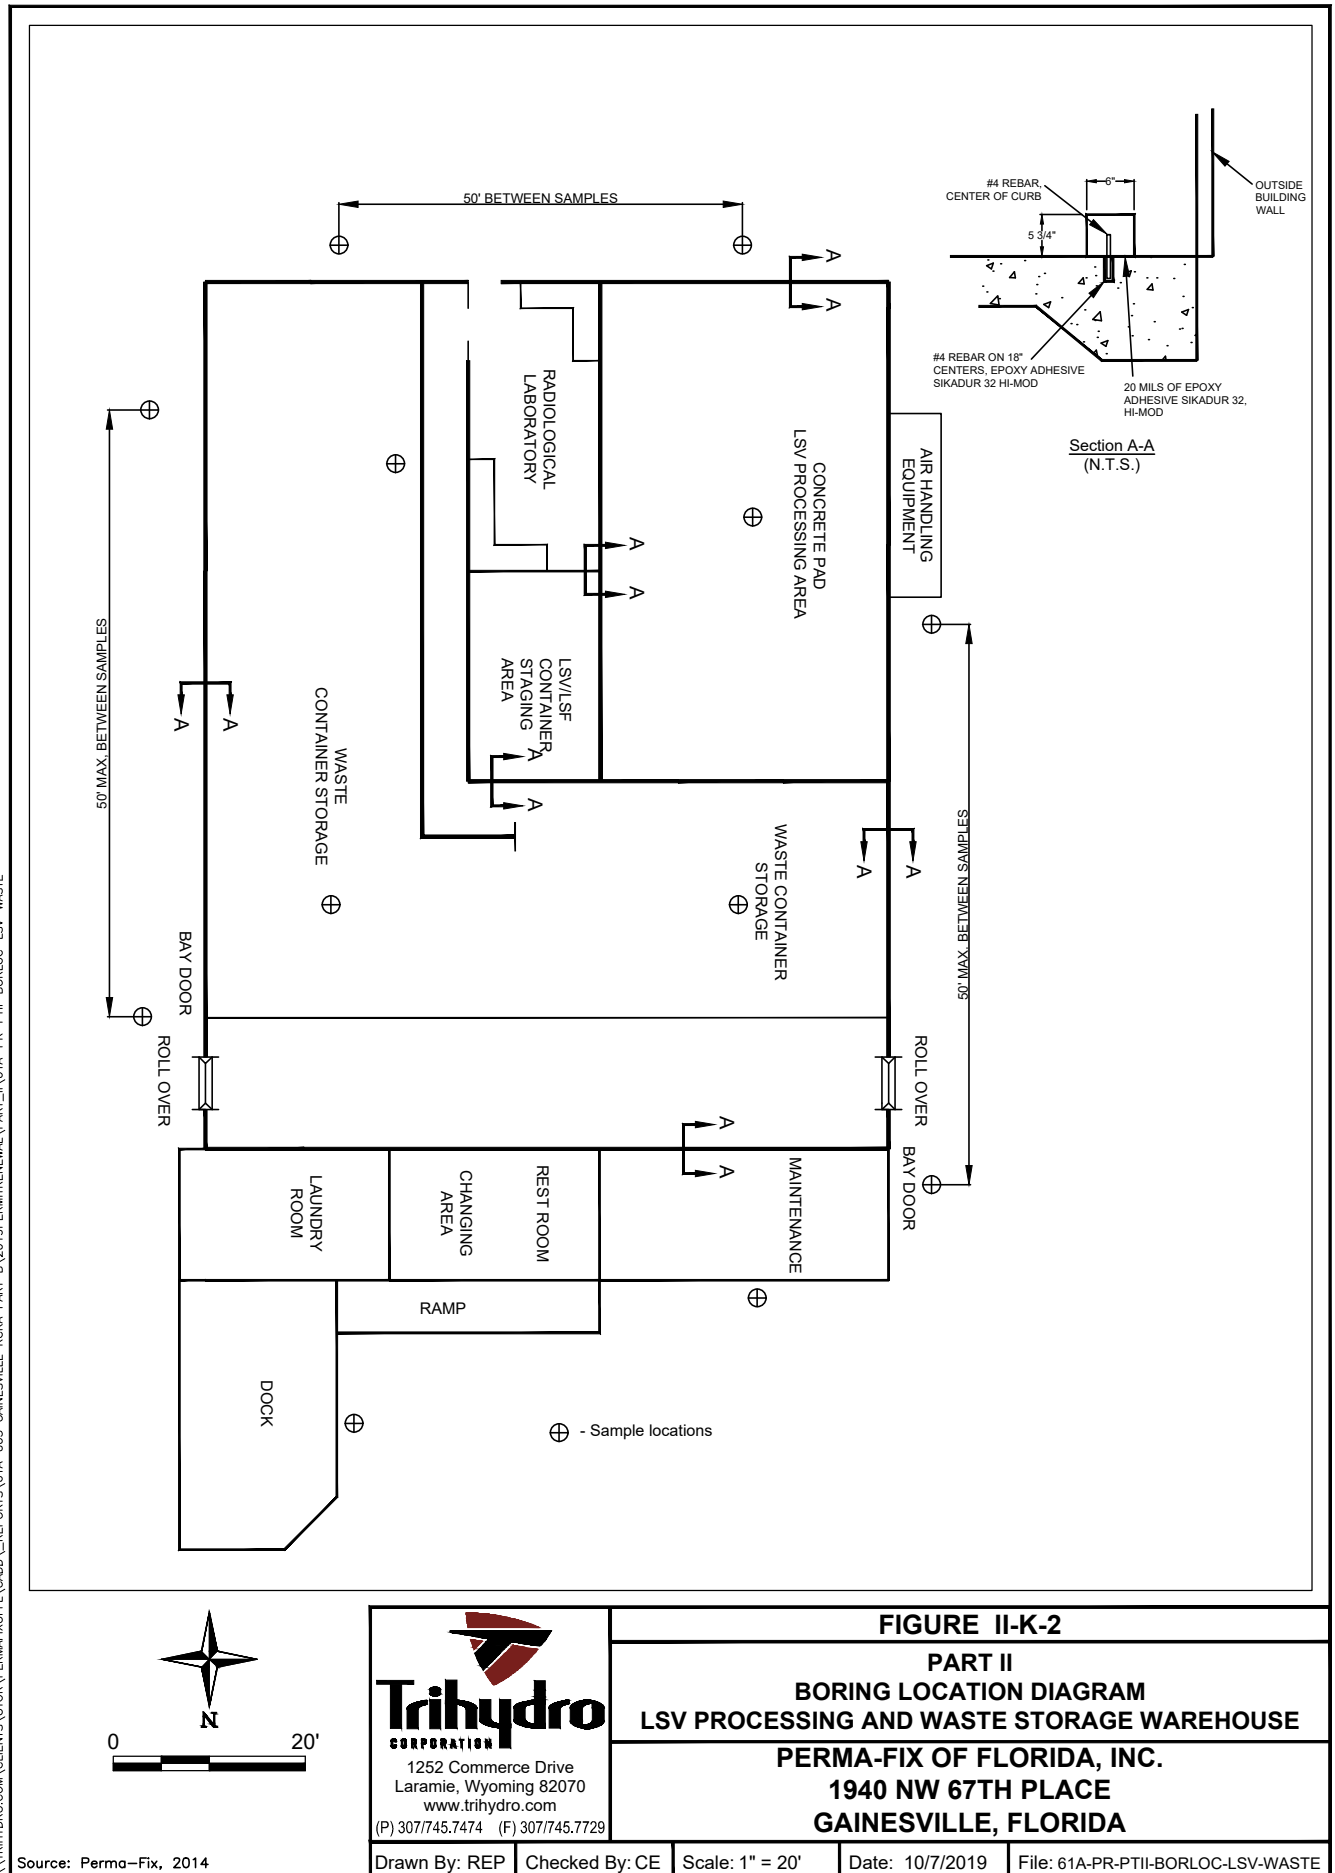 50' BETWEEN SAMPLES
#4 REBAR,
CENTER OF CURB
6"
5 3/4"
OUTSIDE
BUILDING
WALL
#4 REBAR ON 18"
CENTERS, EPOXY ADHESIVE
SIKADUR 32 HI-MOD
20 MILS OF EPOXY
ADHESIVE SIKADUR 32,
HI-MOD
Section A-A
(N.T.S.)
A
A
RADIOLOGICAL
LABORATORY
CONCRETE PAD
LSV PROCESSING AREA
AIR HANDLING
EQUIPMENT
A
A
50' MAX. BETWEEN SAMPLES
A
A
LSV/LSF
CONTAINER
STAGING
AREA
WASTE
CONTAINER STORAGE
A
A
WASTE CONTAINER
STORAGE
A
A
50' MAX. BETWEEN SAMPLES
BAY DOOR
ROLL OVER
ROLL OVER
BAY DOOR
A
A
LAUNDRY
ROOM
CHANGING
AREA
REST ROOM
MAINTENANCE
RAMP
DOCK
- Sample locations
N
0 20'
Source: Perma-Fix, 2014
Trihydro
CORPORATION
1252 Commerce Drive
Laramie, Wyoming 82070
www.trihydro.com
(P) 307/745.7474 (F) 307/745.7729
FIGURE II-K-2
PART II
BORING LOCATION DIAGRAM
LSV PROCESSING AND WASTE STORAGE WAREHOUSE
PERMA-FIX OF FLORIDA, INC.
1940 NW 67TH PLACE
GAINESVILLE, FLORIDA
Drawn By: REP
Checked By: CE
Scale: 1" = 20'
Date: 10/7/2019
File: 61A-PR-PTII-BORLOC-LSV-WASTE